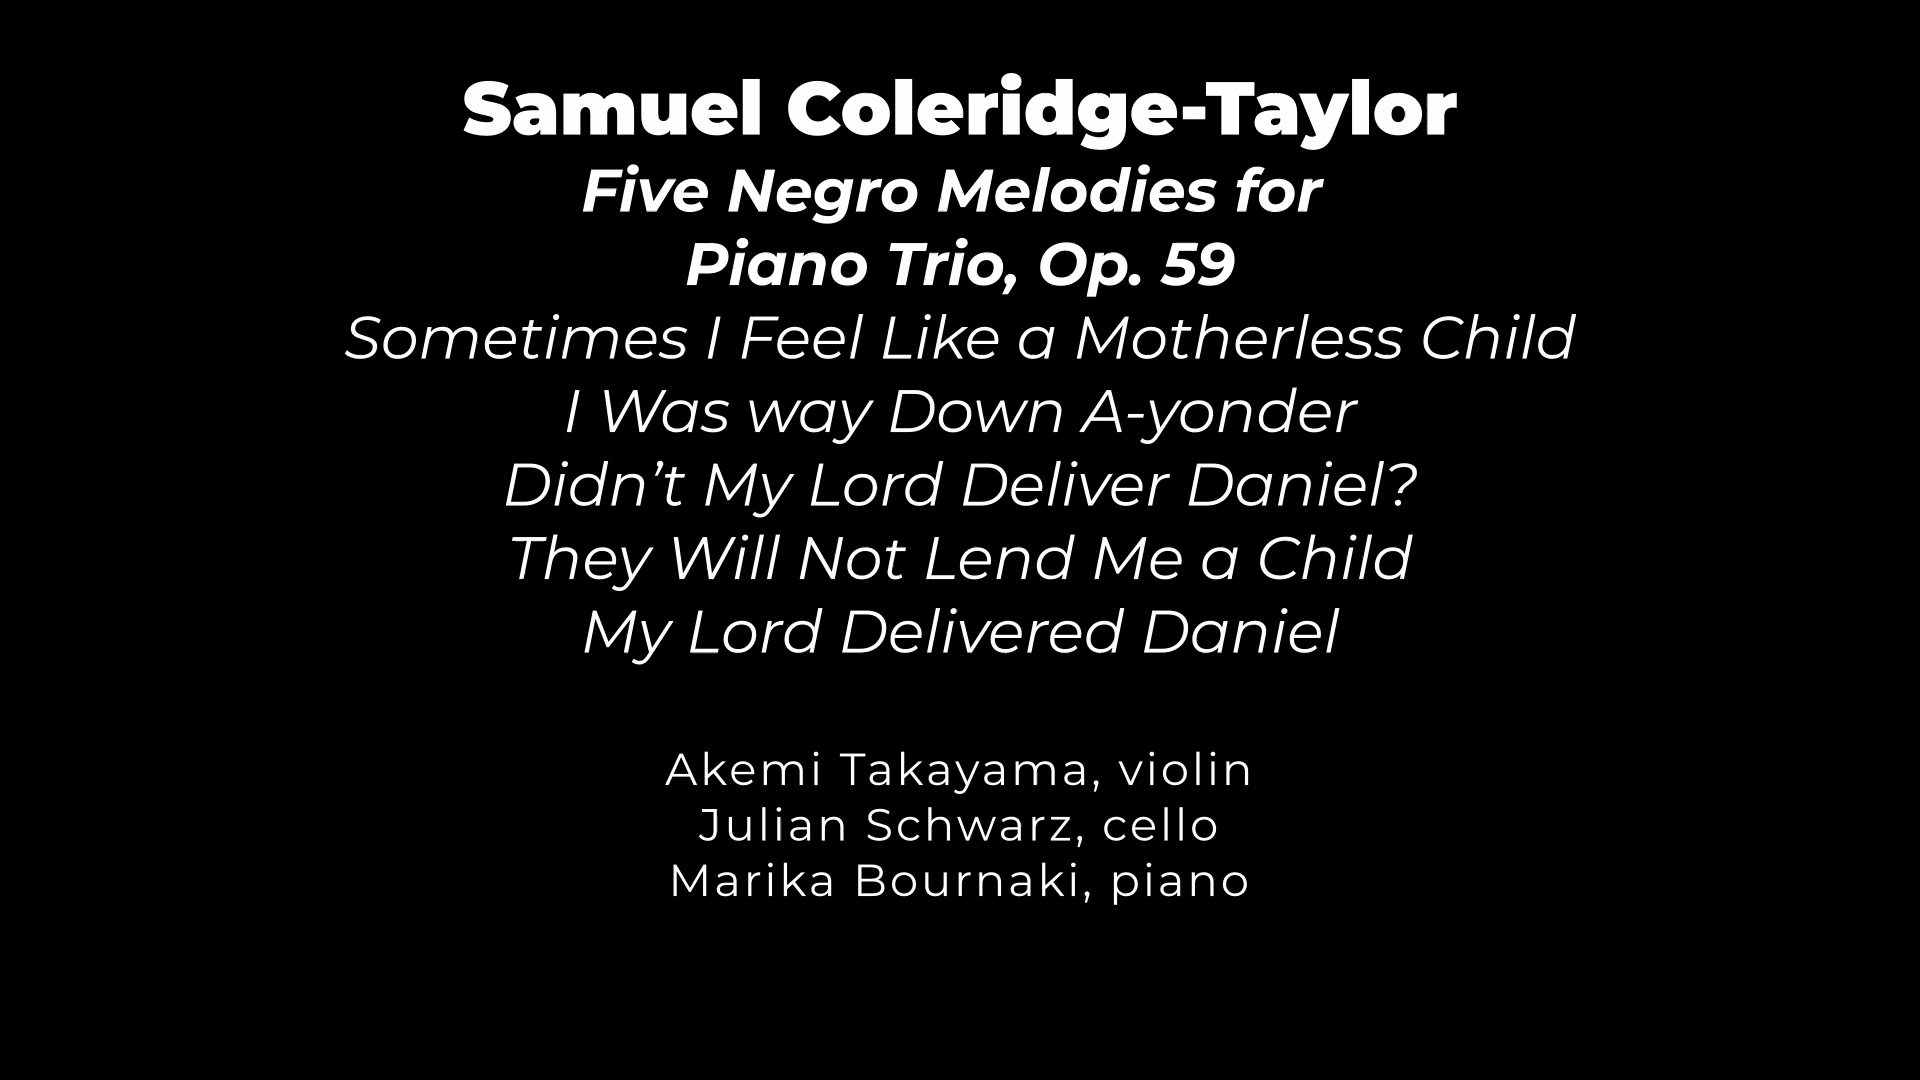 Samuel Coleridge-Taylor
Five Negro Melodies for
Piano Trio, Op. 59
Sometimes I Feel Like a Motherless Child
I Was way Down A-yonder
Didn’t My Lord Deliver Daniel?
They Will Not Lend Me a Child
My Lord Delivered Daniel
Akemi Takayama, violin
Julian Schwarz, cello
Marika Bournaki, piano